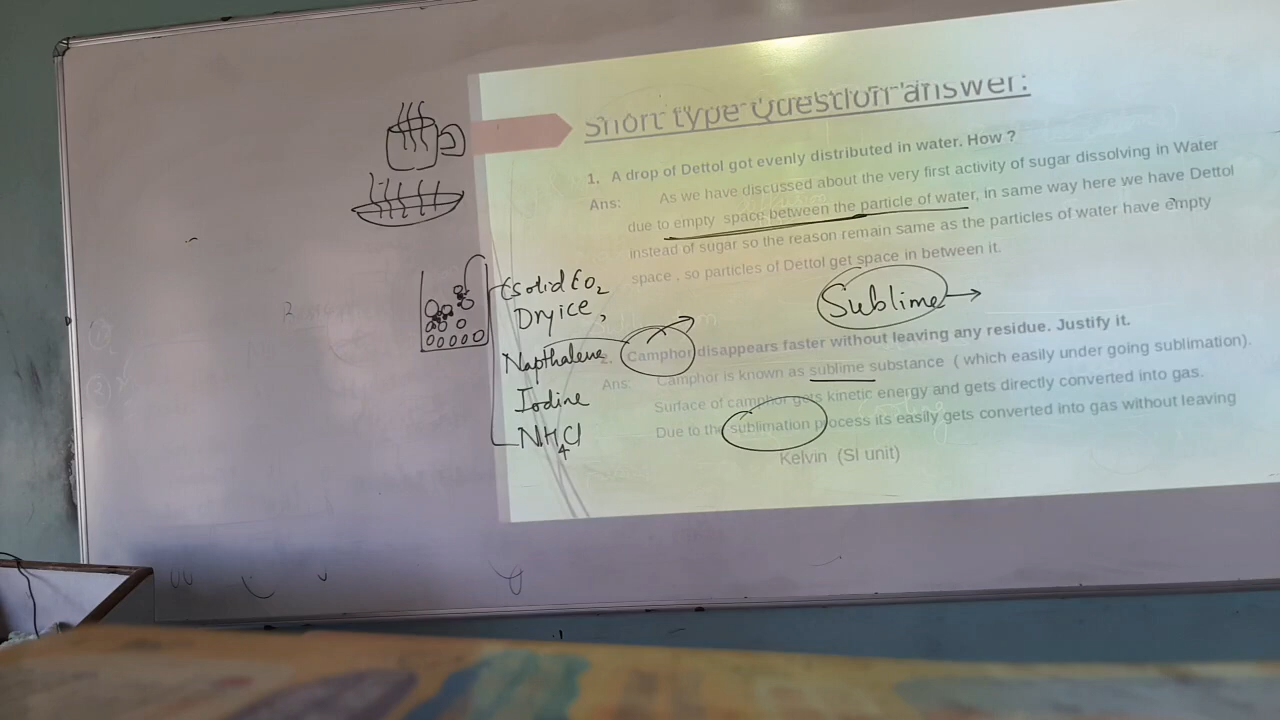 Short type Question answer:
1. A drop of Dettol got evenly distributed in water. How ?
Ans: As we have discussed about the very first activity of sugar dissolving in Water
due to empty space between the particle of water, in same way here we have Dettol
instead of sugar so the reason remain same as the particles of water have empty
space , so particles of Dettol get space in between it.
Sublime
Camphor disappears faster without leaving any residue. Justify it.
Ans: Camphor is known as sublime substance ( which easily under going sublimation).
Surface of camphor gets kinetic energy and gets directly converted into gas.
Due to the sublimation process its easily gets converted into gas without leaving
Kelvin (SI unit)
Solid CO2
Dryice,
Napthalene
Iodine
NH4Cl